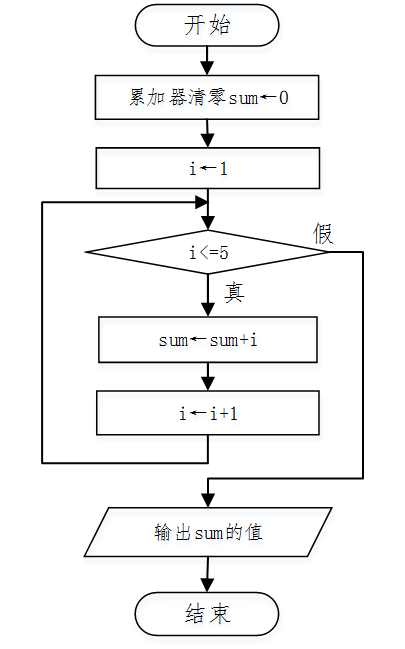 开始
累加器清零sum←0
i←1
i<=5
假
真
sum←sum+i
i←i+1
输出sum的值
结束